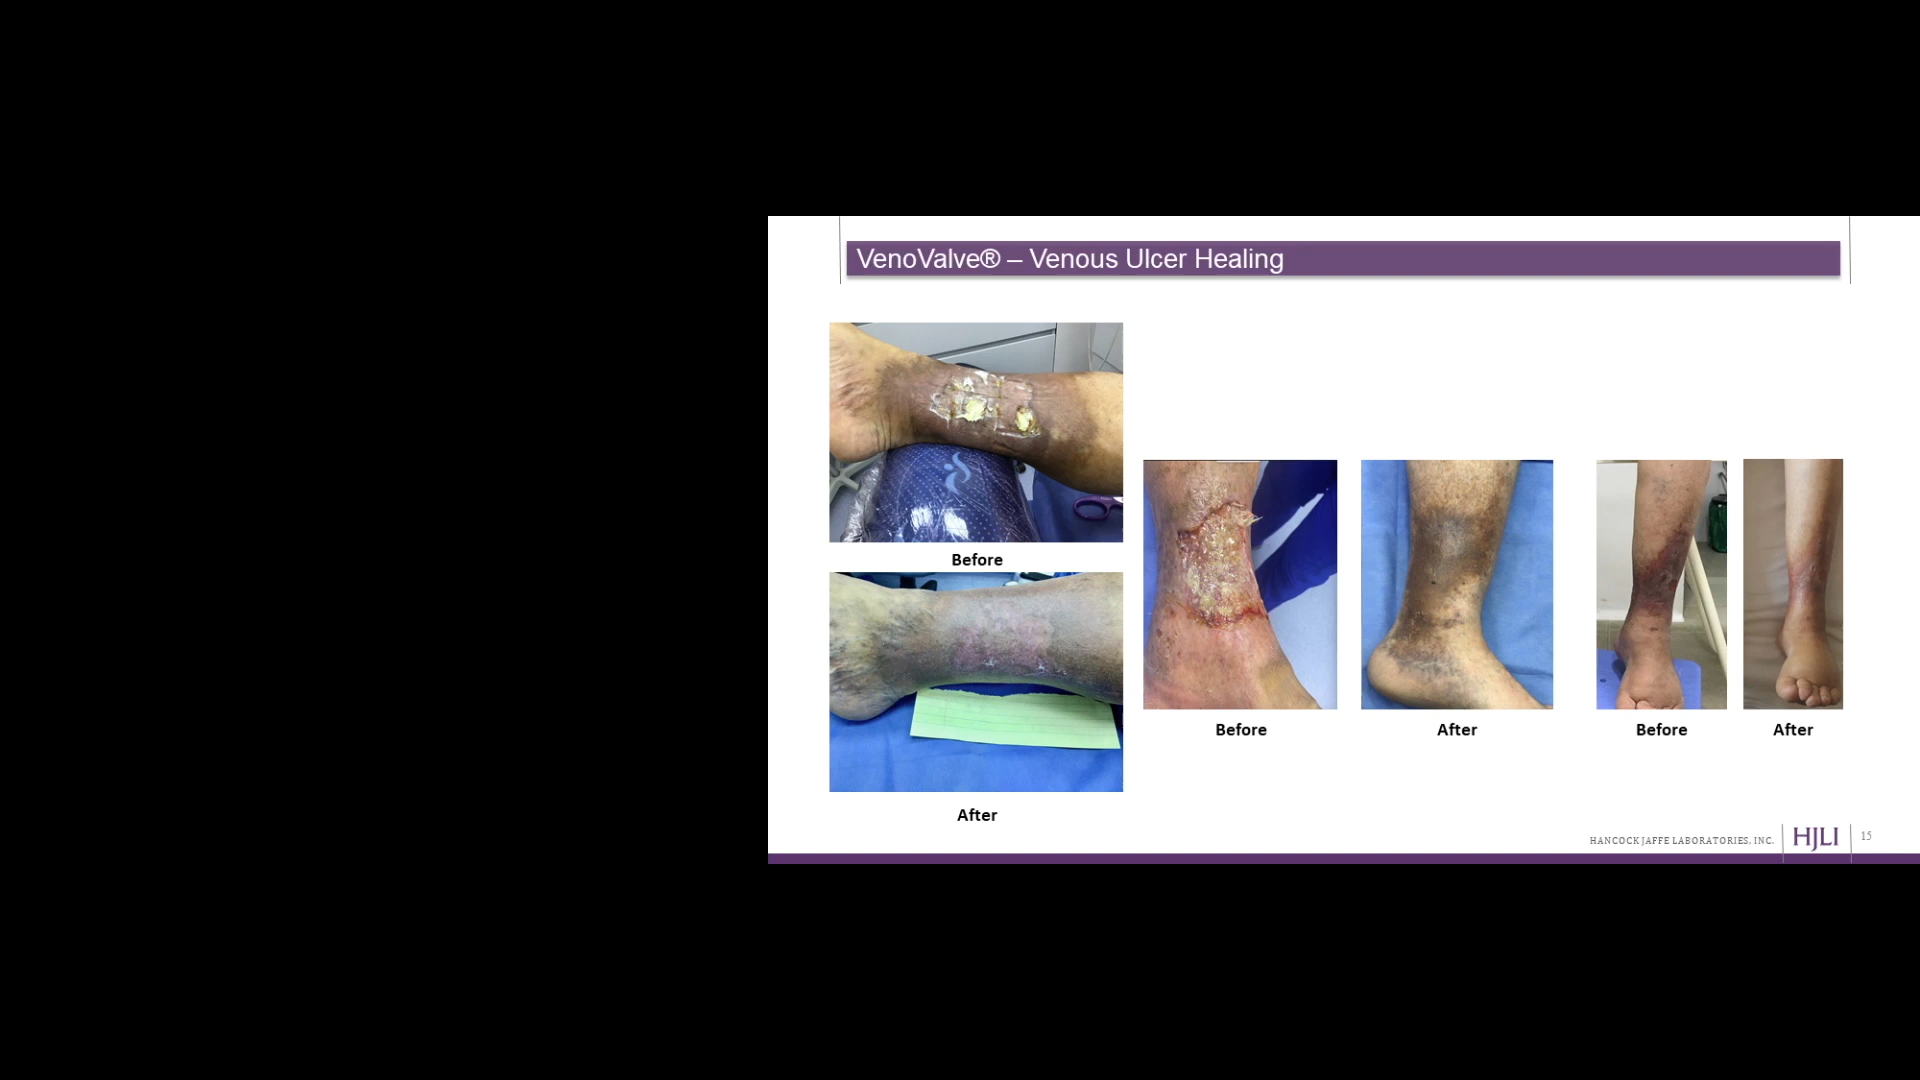 VenoValve® – Venous Ulcer Healing
Before
After
Before
After
Before
After
HANCOCK JAFFE LABORATORIES, INC.
HJLI
15